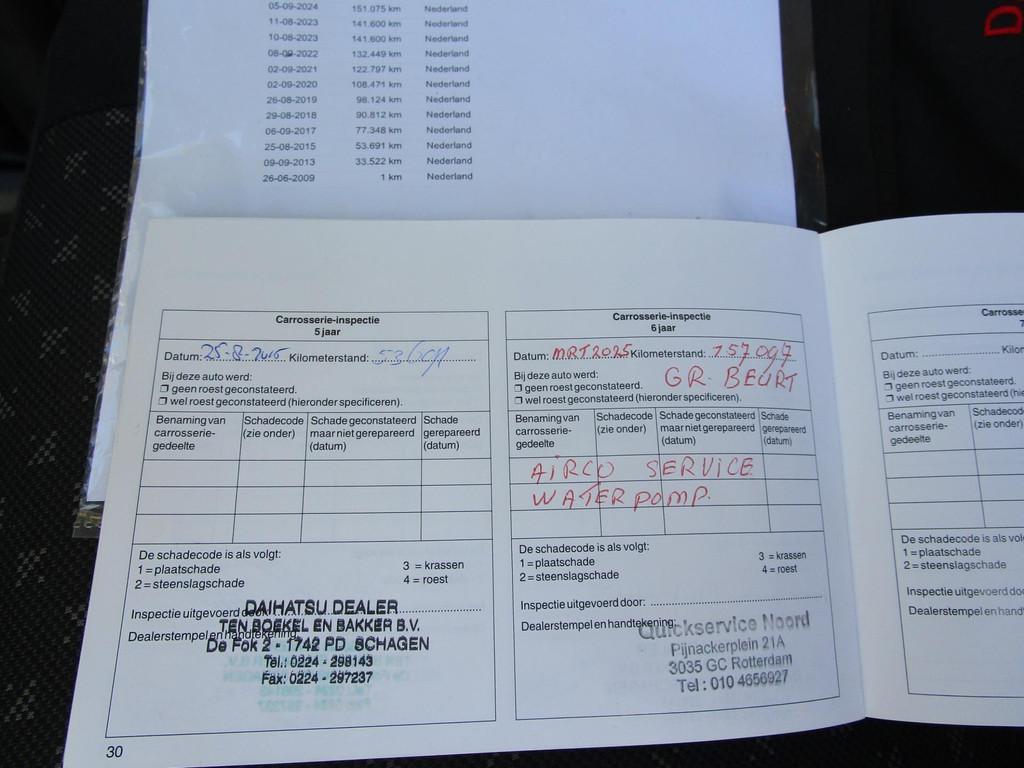 05-09-2024 151.075 km Nederland
11-08-2023 141.600 km Nederland
10-08-2023 141.600 km Nederland
08-09-2022 132.449 km Nederland
02-09-2021 122.797 km Nederland
02-09-2020 108.471 km Nederland
26-08-2019 98.124 km Nederland
29-08-2018 90.812 km Nederland
06-09-2017 77.348 km Nederland
25-08-2015 53.691 km Nederland
09-09-2013 33.522 km Nederland
26-06-2009 1 km Nederland
D
Carrosserie-inspectie
5 jaar
Datum: 25-8-2015 Kilometerstand: 53691
Bij deze auto werd:
geen roest geconstateerd.
wel roest geconstateerd (hieronder specificeren).
Benaming van carrosserie-gedeelte
Schadecode (zie onder)
Schade geconstateerd maar niet gerepareerd (datum)
Schade gerepareerd (datum)
De schadecode is als volgt:
1 = plaatschade 3 = krassen
2 = steenslagschade 4 = roest
Inspectie uitgevoerd door:
Dealerstempel en handtekening:
DAIHATSU DEALER
TEN BOEKEL EN BAKKER B.V.
De Fok 2 - 1742 PD SCHAGEN
Tel.: 0224 - 298143
Fax: 0224 - 297237
30
Carrosserie-inspectie
6 jaar
Datum: MRT 2025 Kilometerstand: 157097
Bij deze auto werd:
GR. BEURT
geen roest geconstateerd.
wel roest geconstateerd (hieronder specificeren).
Benaming van carrosserie-gedeelte
Schadecode (zie onder)
Schade geconstateerd maar niet gerepareerd (datum)
Schade gerepareerd (datum)
AIRCO SERVICE
WATERPOMP.
De schadecode is als volgt:
1 = plaatschade 3 = krassen
2 = steenslagschade 4 = roest
Inspectie uitgevoerd door:
Dealerstempel en handtekening:
Quickservice Noord
Pijnackerplein 21A
3035 GC Rotterdam
Tel: 010 4656927
Carrosse
7
Datum: Kilor
Bij deze auto werd:
geen roest geconstateerd.
wel roest geconstateerd (h
Benaming van carrosserie-gedeelte
Schadecod (zie onder)
De schadecode is als vol
1 = plaatschade
2 = steenslagschade
Inspectie uitgevoerd doo
Dealerstempel en handt